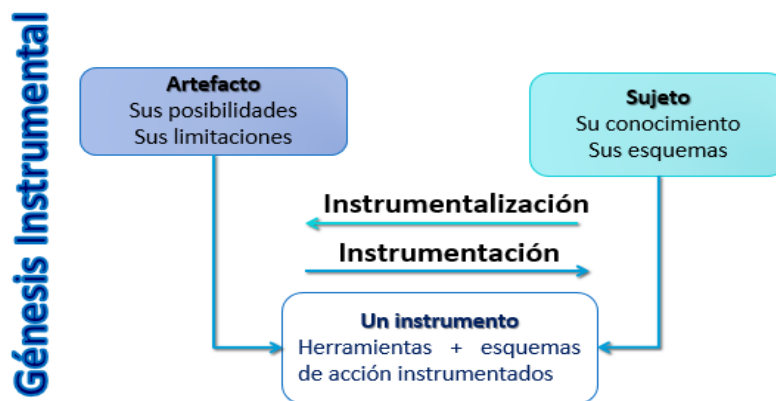 Génesis Instrumental
Artefacto
Sus posibilidades
Sus limitaciones
Sujeto
Su conocimiento
Sus esquemas
Instrumentalización
Instrumentación
Un instrumento
Herramientas + esquemas
de acción instrumentados